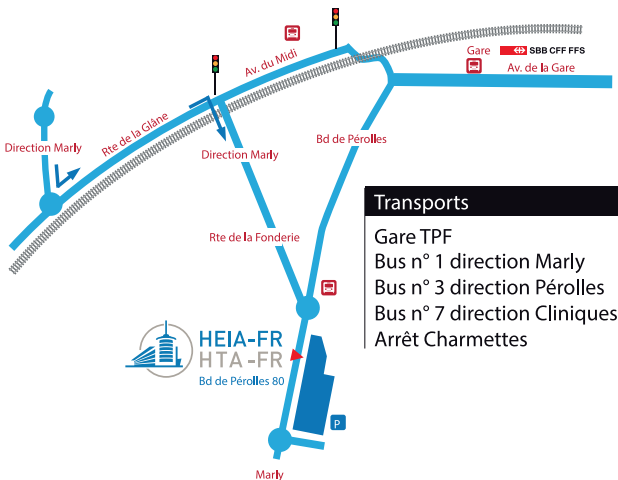 Gare
SBB CFF FFS
Av. de la Gare
Av. du Midi
Rte de la Glâne
Direction Marly
Direction Marly
Bd de Pérolles
Rte de la Fonderie
Transports
Gare TPF
Bus n° 1 direction Marly
Bus n° 3 direction Pérolles
Bus n° 7 direction Cliniques
Arrêt Charmettes
HEIA-FR
HTA-FR
Bd de Pérolles 80
P
Marly